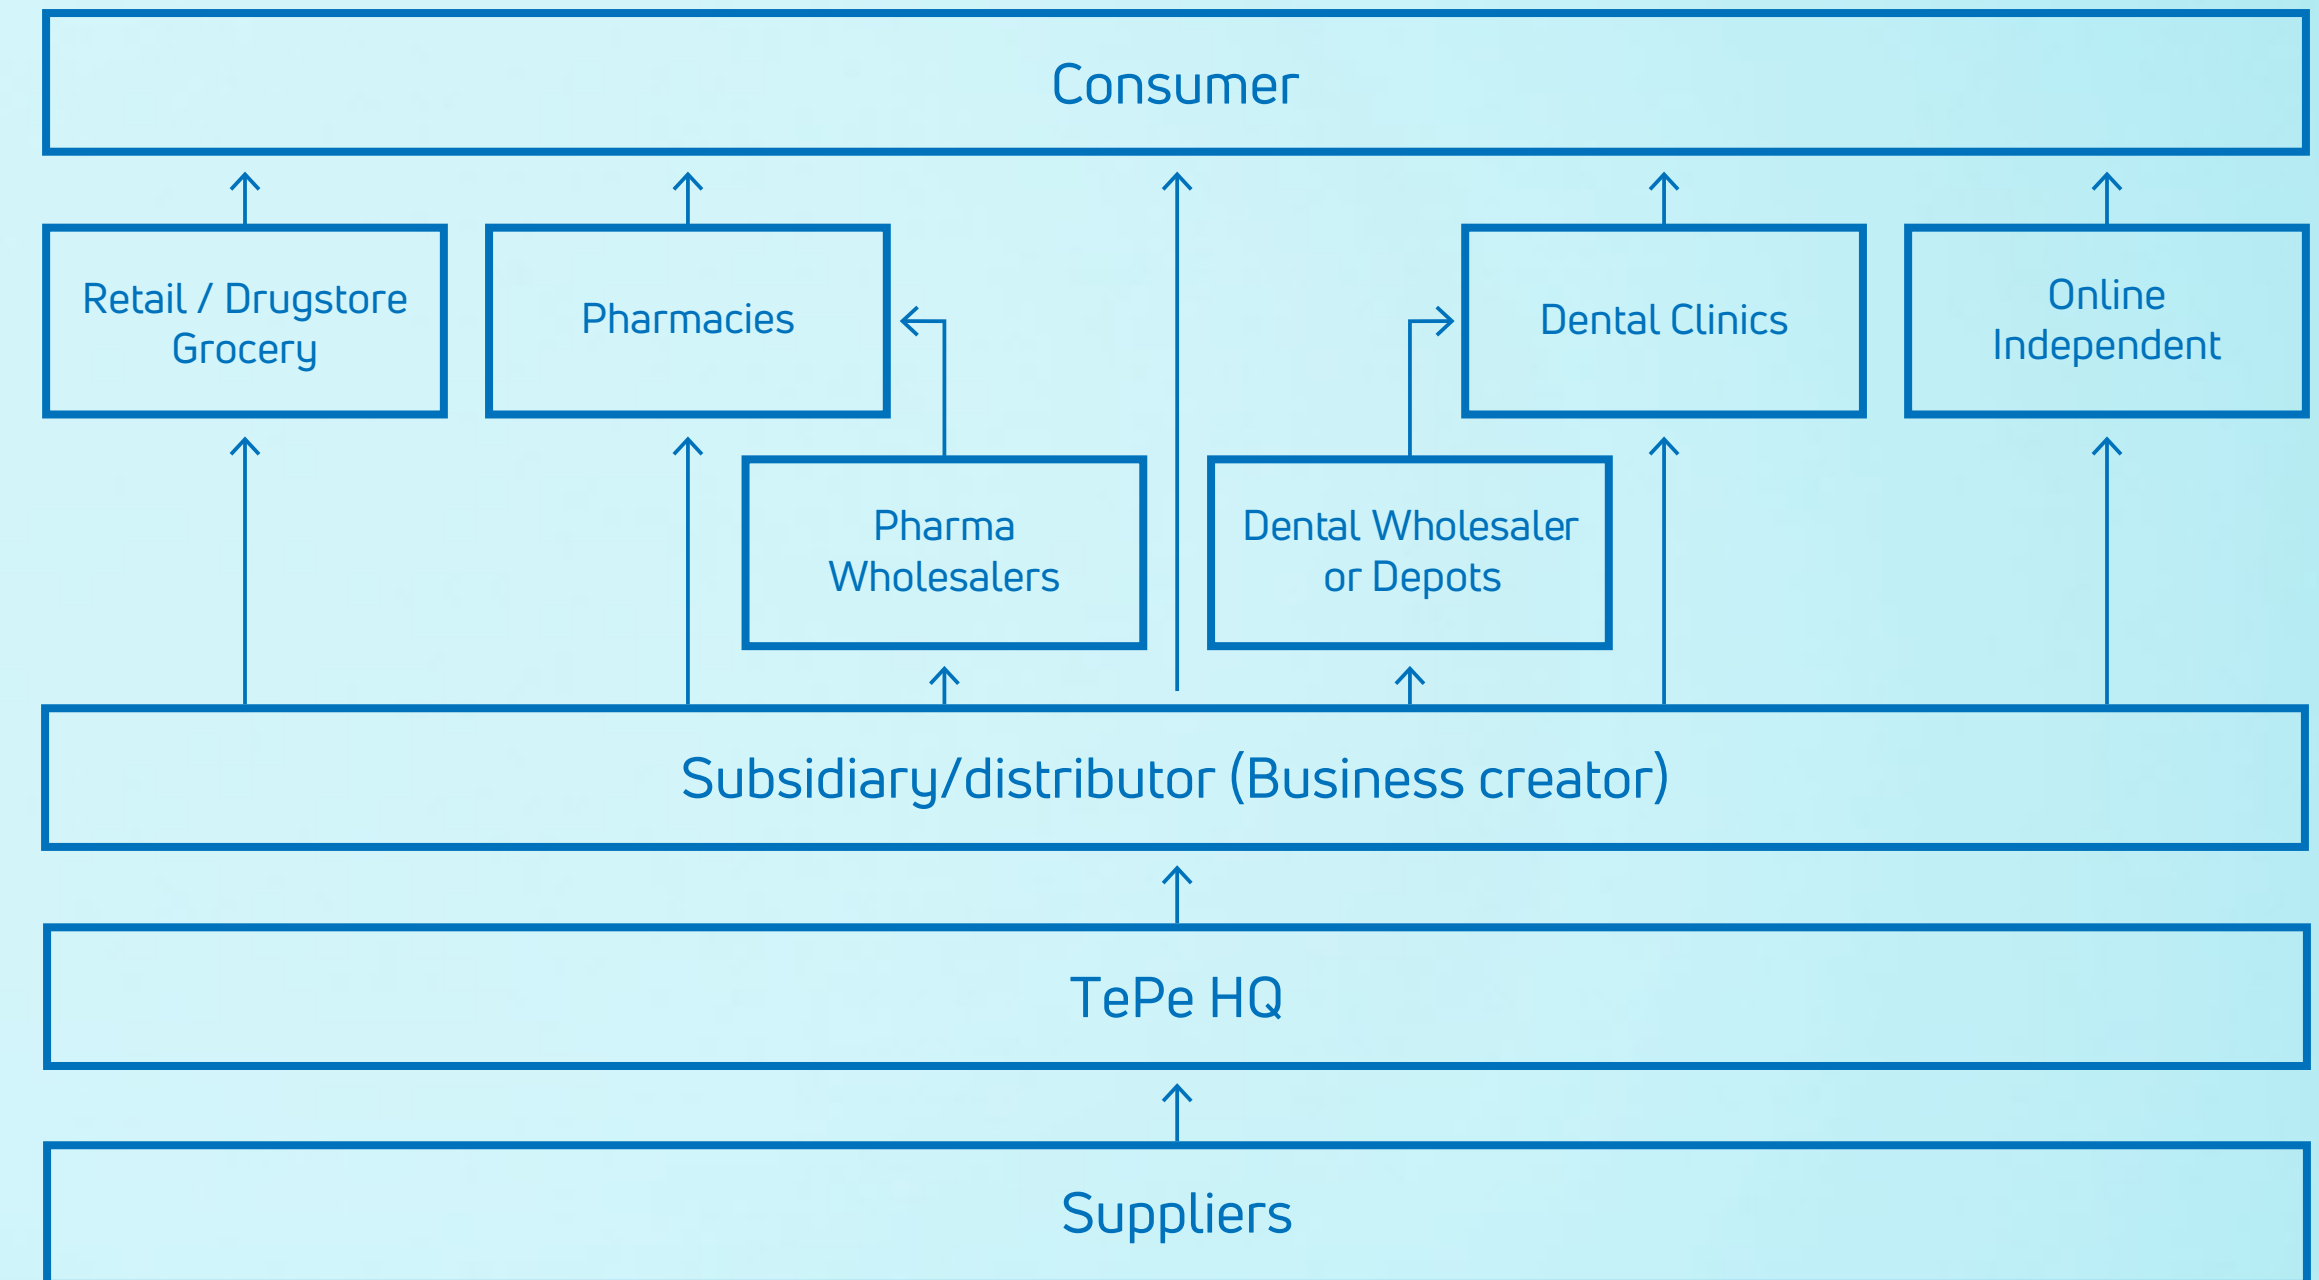 Consumer
Retail / Drugstore
Grocery
Pharmacies
Dental Clinics
Online
Independent
Pharma
Wholesalers
Dental Wholesaler
or Depots
Subsidiary/distributor (Business creator)
TePe HQ
Suppliers